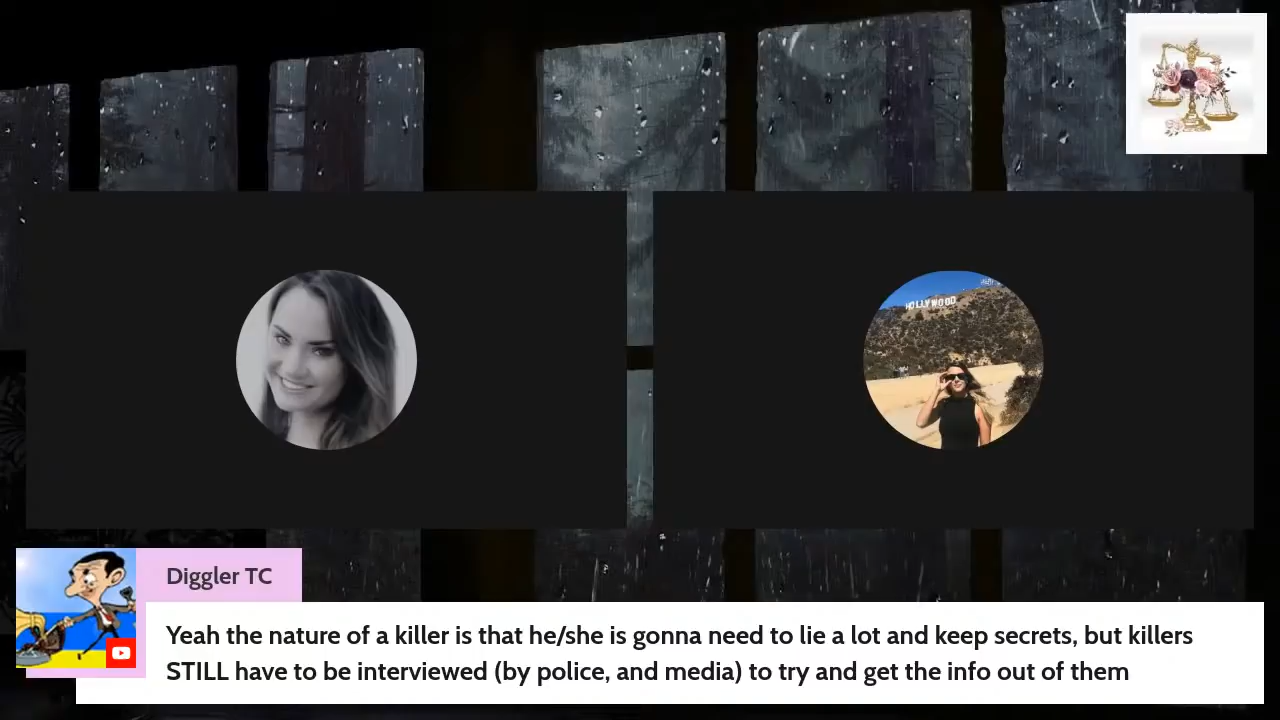 HOLLYWOOD
Diggler TC
Yeah the nature of a killer is that he/she is gonna need to lie a lot and keep secrets, but killers
STILL have to be interviewed (by police, and media) to try and get the info out of them